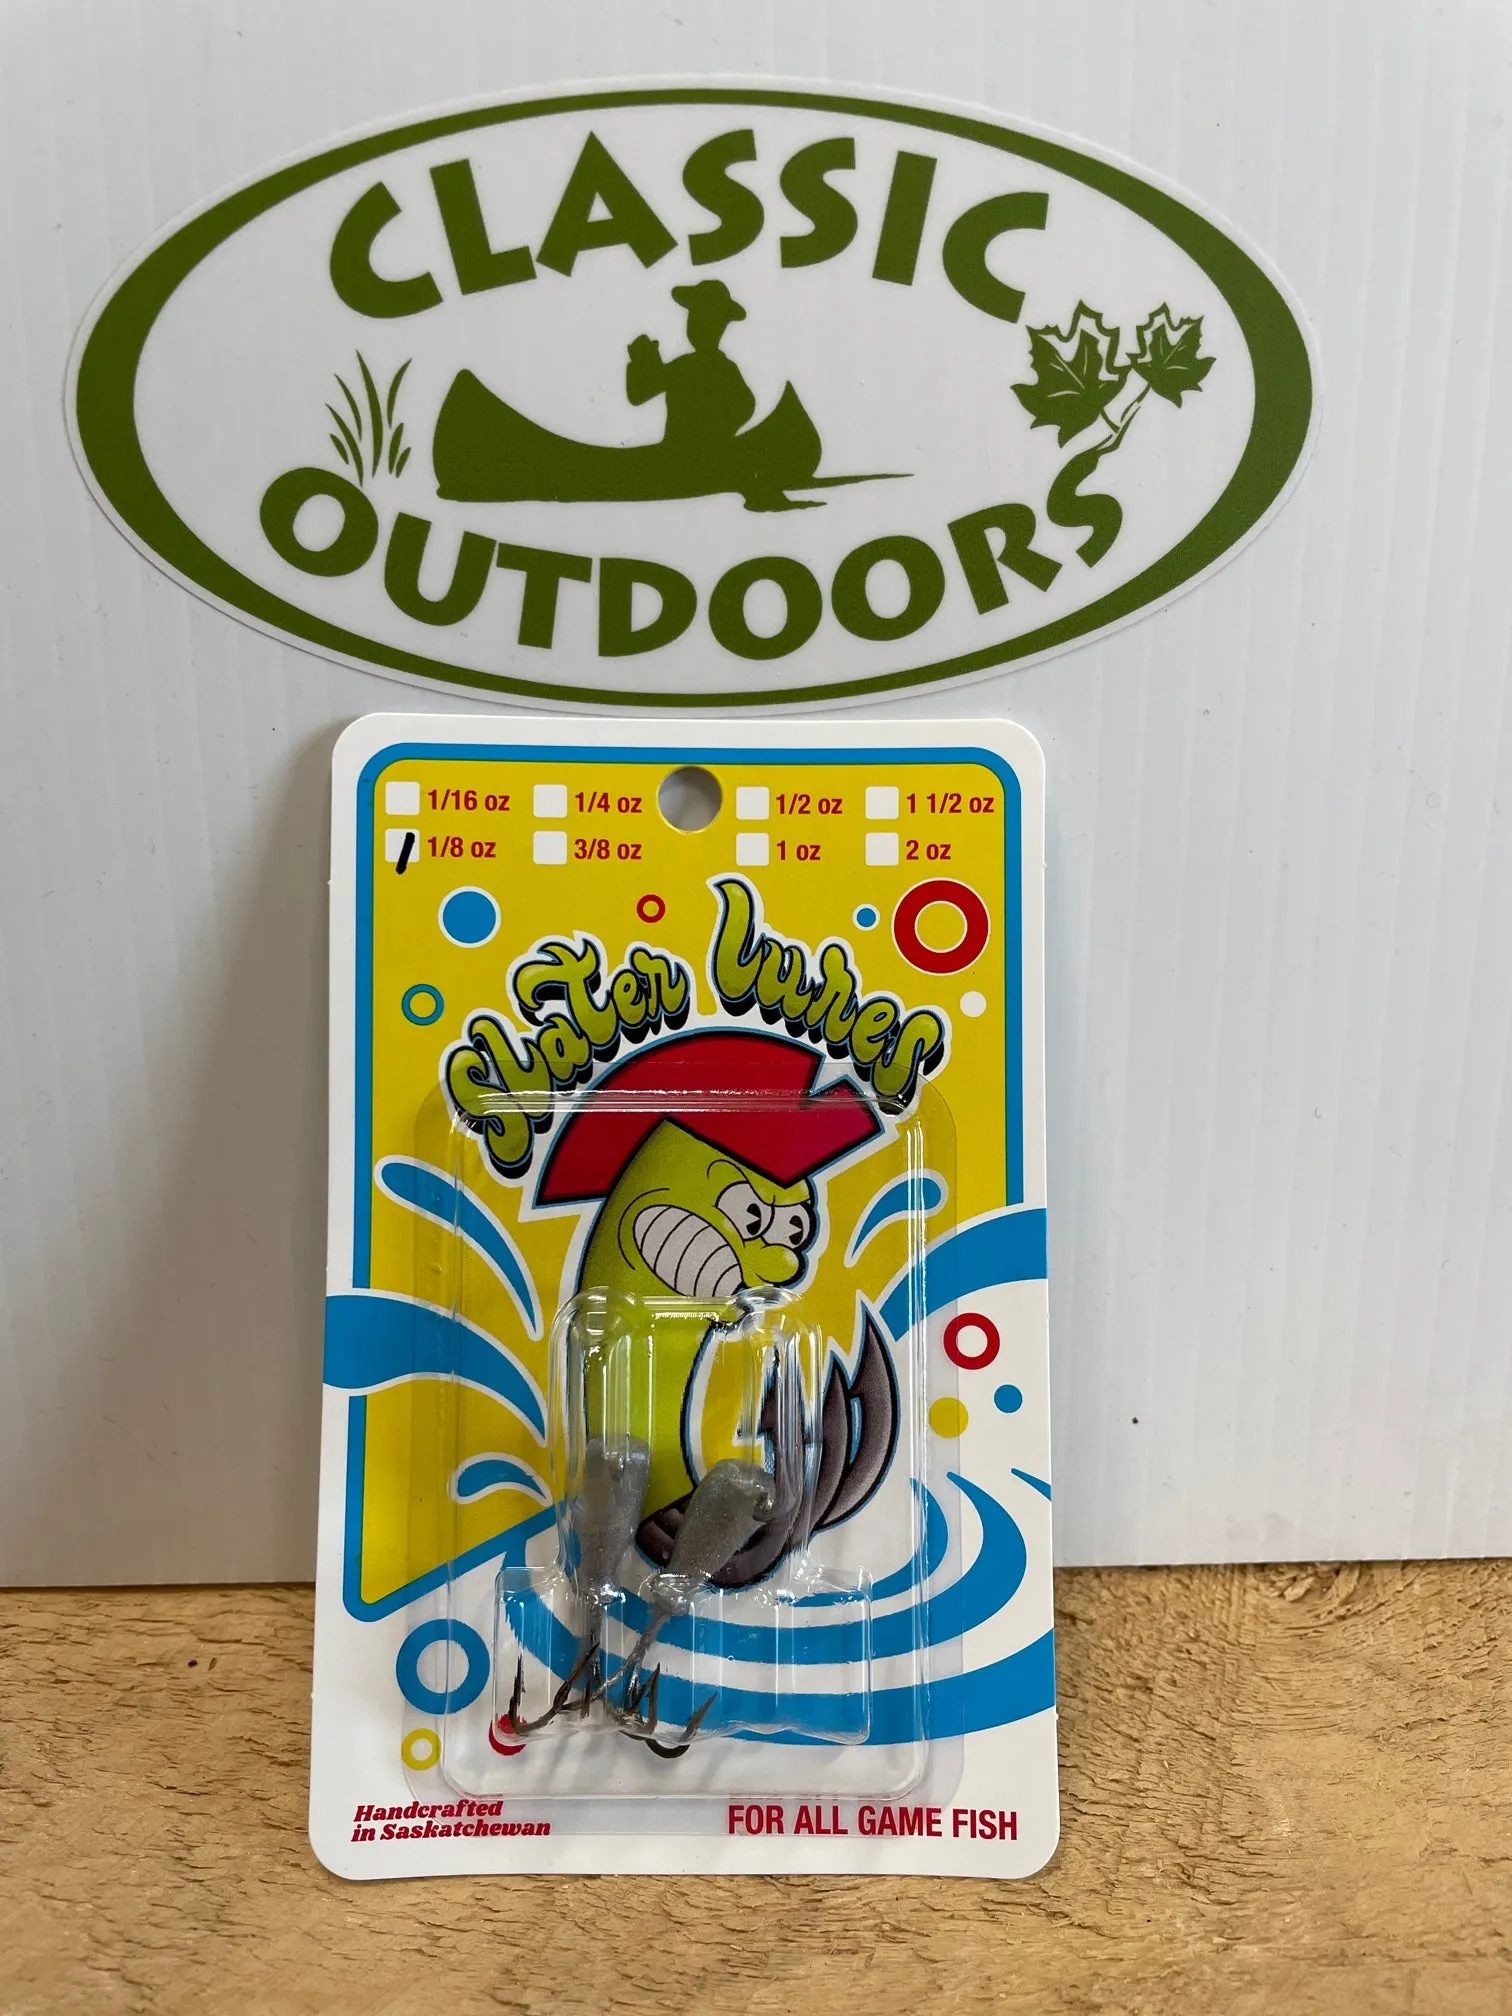 CLASSIC
OUTDOORS
1/16 oz 1/4 oz 1/2 oz 1 1/2 oz
1/8 oz 3/8 oz 1 oz 2 oz
Slater Lures
Handcrafted
in Saskatchewan
FOR ALL GAME FISH